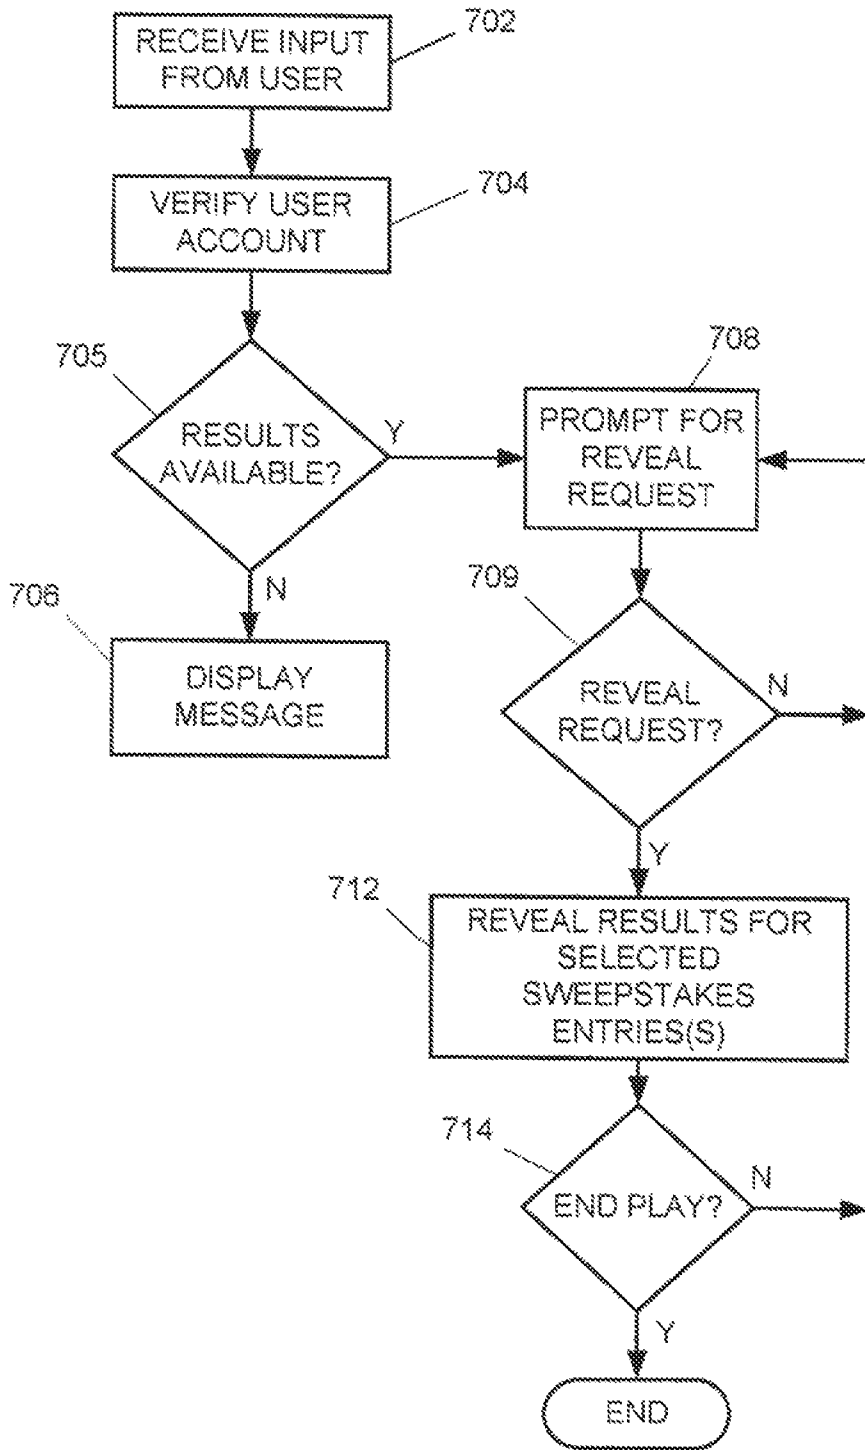 702
RECEIVE INPUT
FROM USER
704
VERIFY USER
ACCOUNT
705
RESULTS
AVAILABLE?
Y
N
706
DISPLAY
MESSAGE
708
PROMPT FOR
REVEAL
REQUEST
709
REVEAL
REQUEST?
N
Y
712
REVEAL RESULTS FOR
SELECTED
SWEEPSTAKES
ENTRIES(S)
714
END PLAY?
N
Y
END